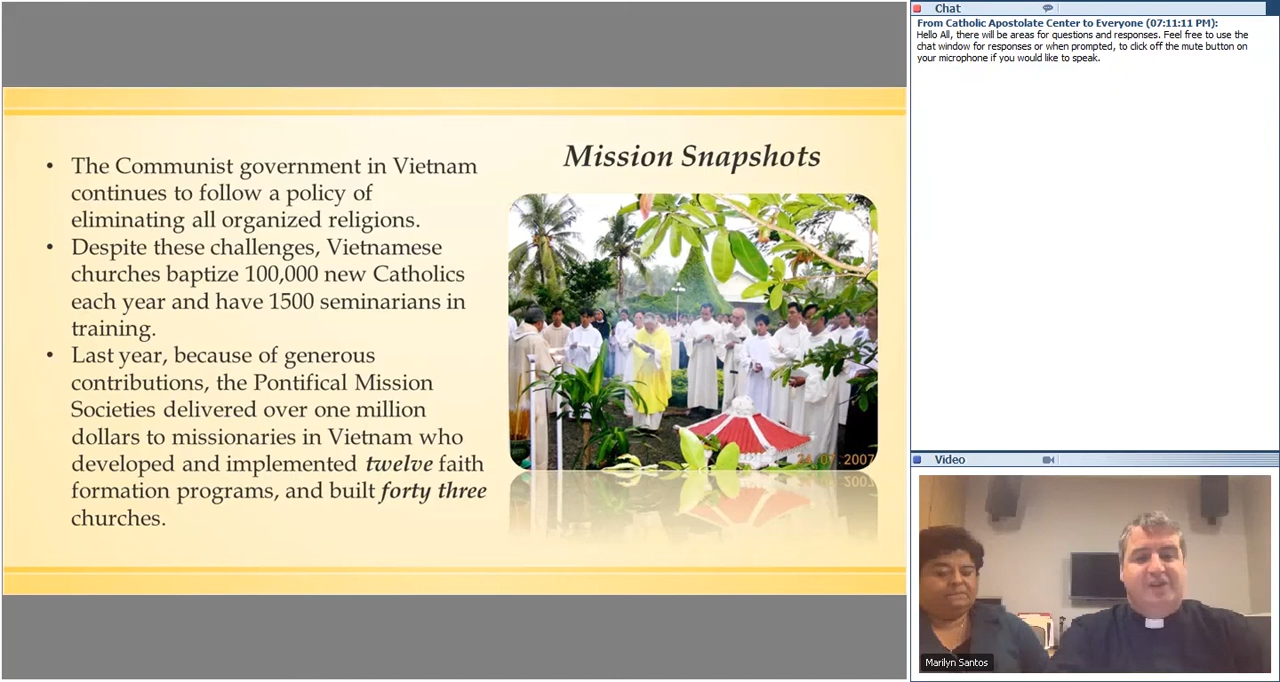 Mission Snapshots
• The Communist government in Vietnam
continues to follow a policy of
eliminating all organized religions.
• Despite these challenges, Vietnamese
churches baptize 100,000 new Catholics
each year and have 1500 seminarians in
training.
• Last year, because of generous
contributions, the Pontifical Mission
Societies delivered over one million
dollars to missionaries in Vietnam who
developed and implemented twelve faith
formation programs, and built forty three
churches.
2007
Chat
From Catholic Apostolate Center to Everyone (07:11:11 PM):
Hello All, there will be areas for questions and responses. Feel free to use the
chat window for responses or when prompted, to click off the mute button on
your microphone if you would like to speak.
Video
Marilyn Santos